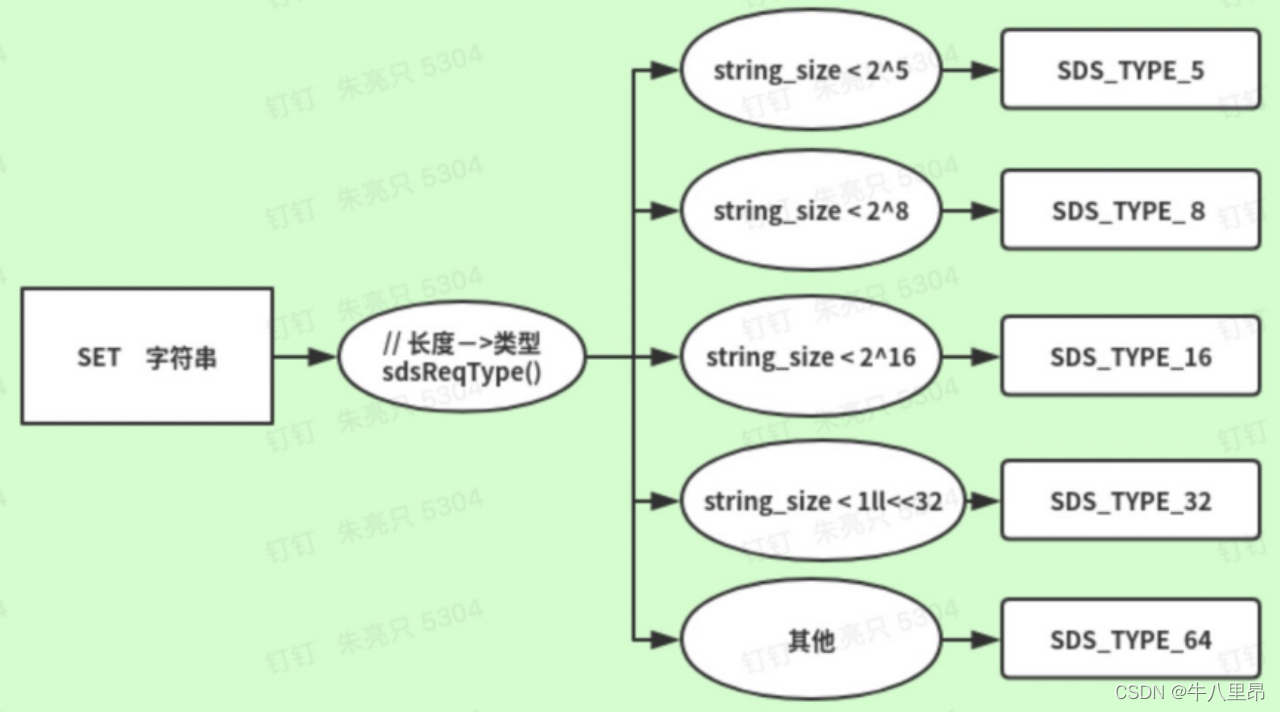 string_size < 2^5
SDS_TYPE_5
string_size < 2^8
SDS_TYPE_ 8
SET 字符串
// 长度—>类型
sdsReqType()
string_size < 2^16
SDS_TYPE_16
string_size < 1ll<<32
SDS_TYPE_32
其他
SDS_TYPE_64
钉钉 朱亮只 5304
CSDN @牛八里昂